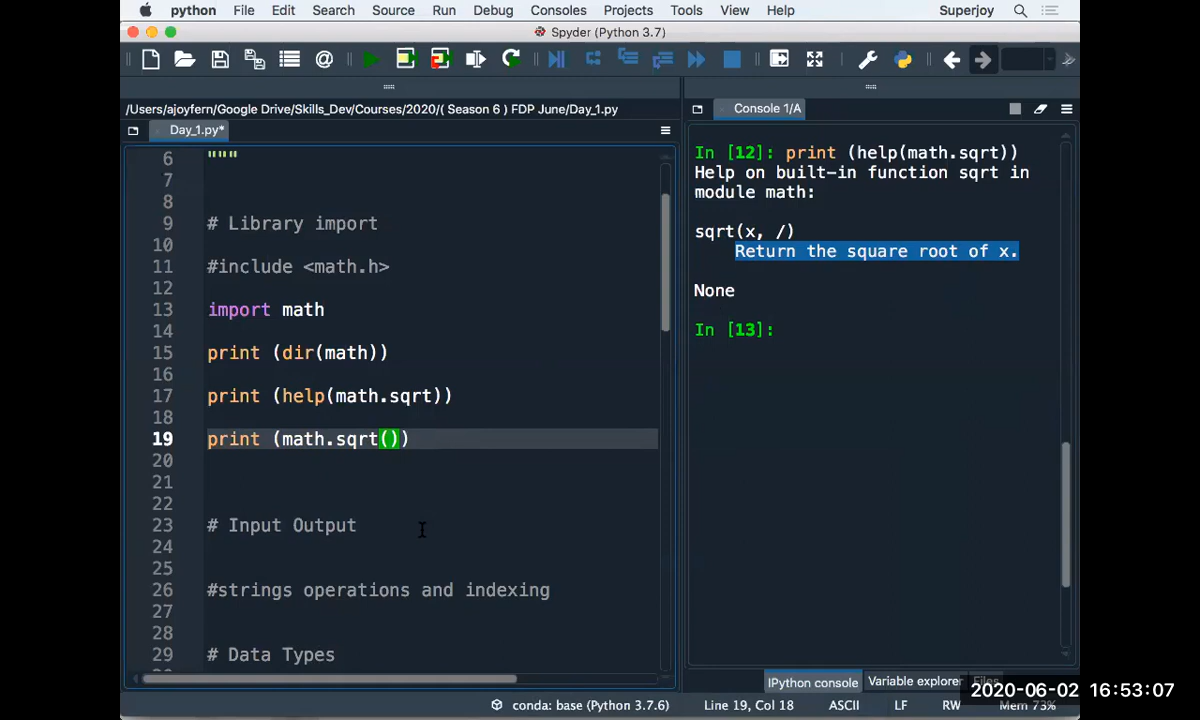 python File Edit Search Source Run Debug Consoles Projects Tools View Help Superjoy
Spyder (Python 3.7)
/Users/ajoyfern/Google Drive/Skills_Dev/Courses/2020/( Season 6 ) FDP June/Day_1.py
Day_1.py*
6 """
7
8
9 # Library import
10
11 #include <math.h>
12
13 import math
14
15 print (dir(math))
16
17 print (help(math.sqrt))
18
19 print (math.sqrt())
20
21
22
23 # Input Output
24
25
26 #strings operations and indexing
27
28
29 # Data Types
Console 1/A
In [12]: print (help(math.sqrt))
Help on built-in function sqrt in
module math:
sqrt(x, /)
Return the square root of x.
None
In [13]:
IPython console Variable explorer Files
conda: base (Python 3.7.6) Line 19, Col 18 ASCII LF RW Mem 73%
2020-06-02 16:53:07